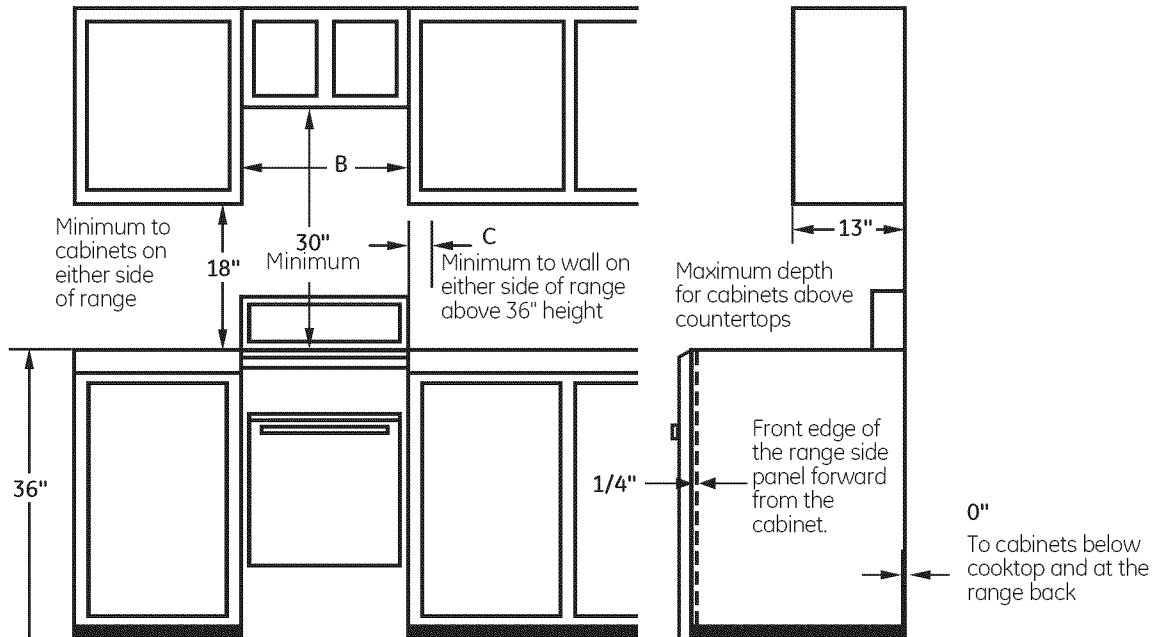 B
Minimum to
cabinets on
either side
of range
18"
30"
Minimum
C
Minimum to wall on
either side of range
above 36" height
36"
13"
Maximum depth
for cabinets above
countertops
1/4"
Front edge of
the range side
panel forward
from the
cabinet.
0"
To cabinets below
cooktop and at the
range back